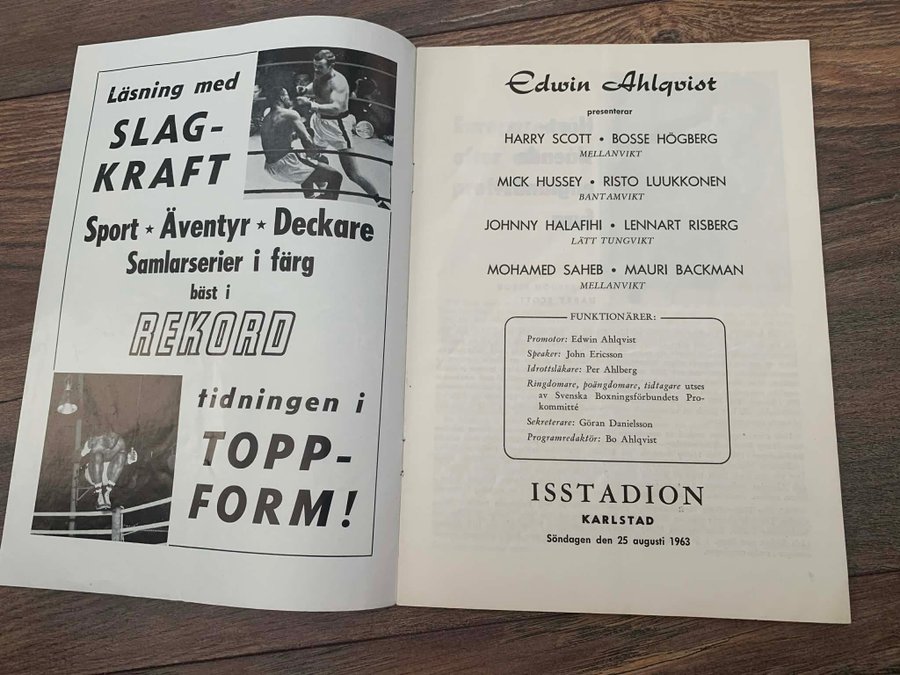 Läsning med
SLAG-
KRAFT
Sport ★ Äventyr ★ Deckare
Samlarserier i färg
bäst i
REKORD
tidningen i
TOPP-
FORM!
Edwin Ahlqvist
presenterar
HARRY SCOTT • BOSSE HÖGBERG
MELLANVIKT
MICK HUSSEY • RISTO LUUKKONEN
BANTAMVIKT
JOHNNY HALAFIHI • LENNART RISBERG
LÄTT TUNGVIKT
MOHAMED SAHEB • MAURI BACKMAN
MELLANVIKT
FUNKTIONÄRER:
Promotor: Edwin Ahlqvist
Speaker: John Ericsson
Idrottsläkare: Per Ahlberg
Ringdomare, poängdomare, tidtagare utses
av Svenska Boxningsförbundets Pro-
kommitté
Sekreterare: Göran Danielsson
Programredaktör: Bo Ahlqvist
ISSTADION
KARLSTAD
Söndagen den 25 augusti 1963